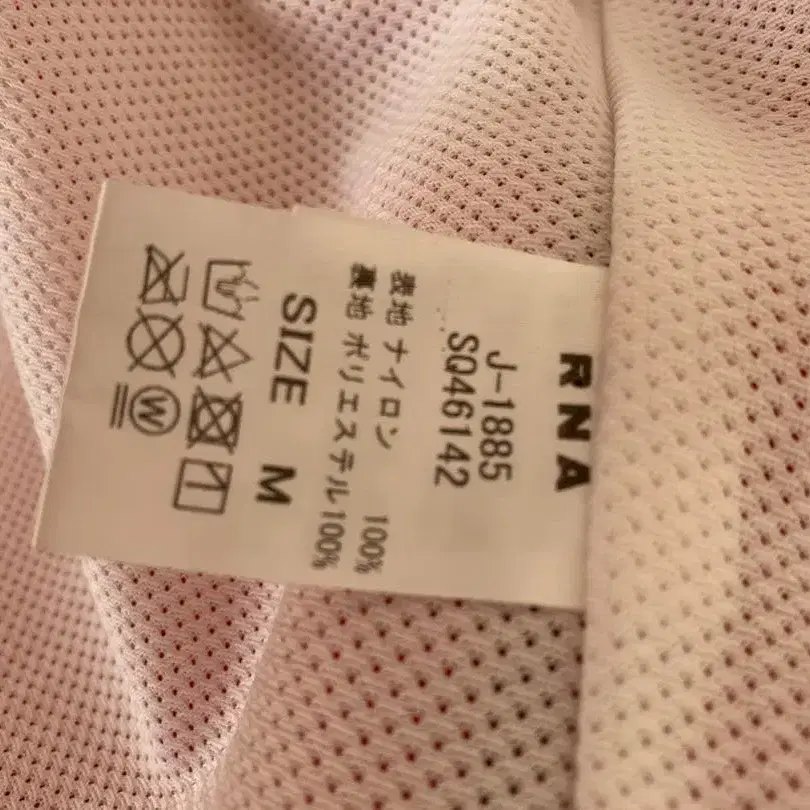 RNA
J-1885
SQ46142
表地 ナイロン 100%
裏地 ポリエステル100%
SIZE M
W